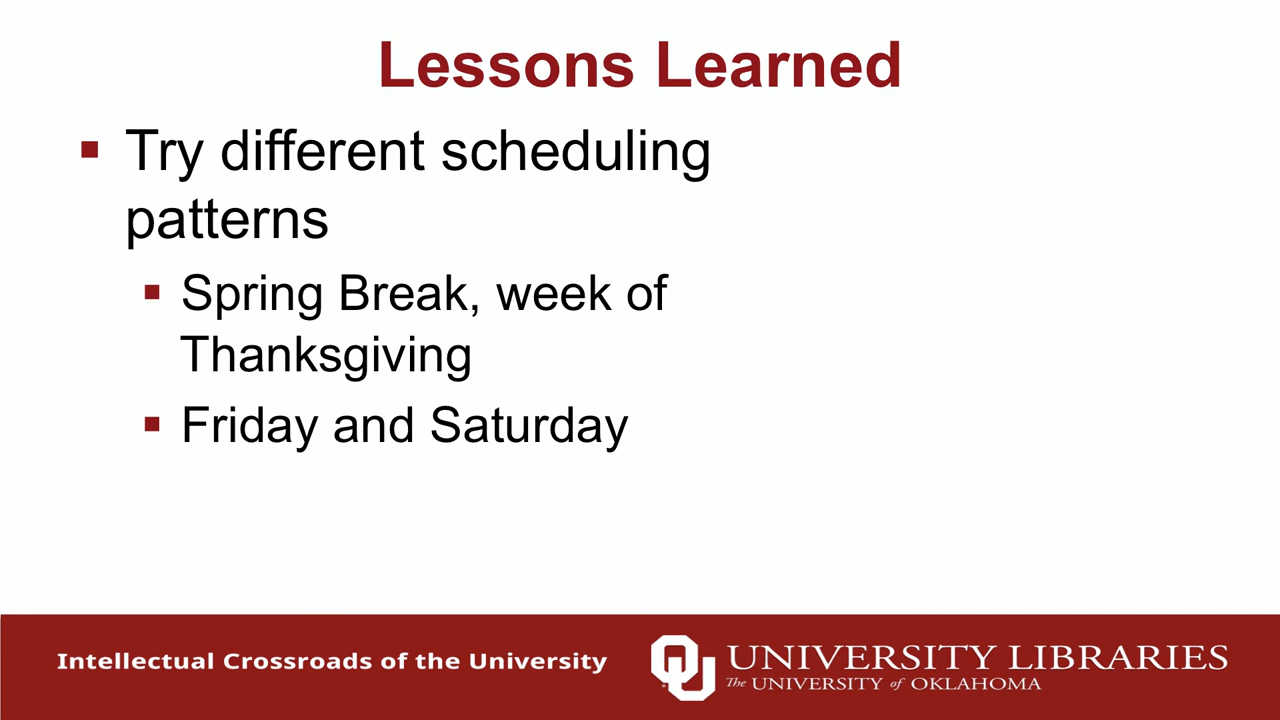 Lessons Learned
▪ Try different scheduling
patterns
▪ Spring Break, week of
Thanksgiving
▪ Friday and Saturday
Intellectual Crossroads of the University
OU
UNIVERSITY LIBRARIES
The UNIVERSITY of OKLAHOMA